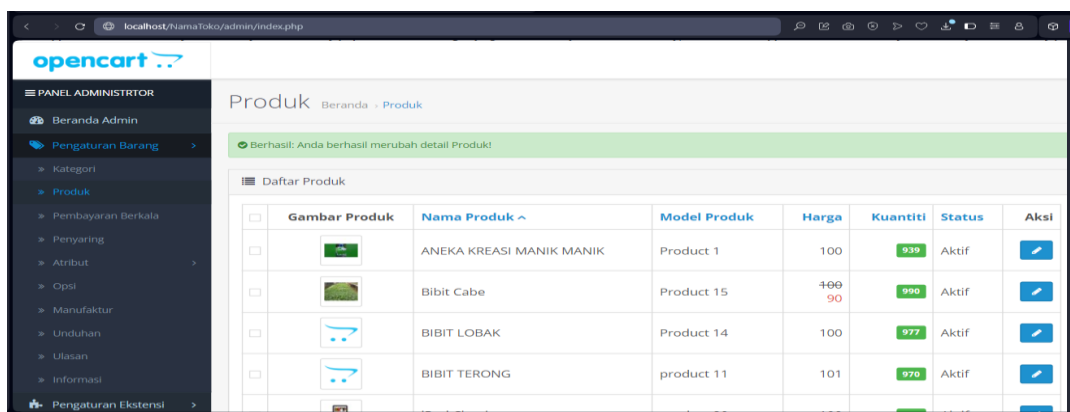 localhost/NamaToko/admin/index.php
opencart
PANEL ADMINISTRTOR
Beranda Admin
Pengaturan Barang
» Kategori
» Produk
» Pembayaran Berkala
» Penyaring
» Atribut
» Opsi
» Manufaktur
» Unduhan
» Ulasan
» Informasi
Pengaturan Ekstensi
Produk Beranda › Produk
Berhasil: Anda berhasil merubah detail Produk!
Daftar Produk
Gambar Produk Nama Produk Model Produk Harga Kuantiti Status Aksi
ANEKA KREASI MANIK MANIK Product 1 100 939 Aktif
Bibit Cabe Product 15 100 90 990 Aktif
BIBIT LOBAK Product 14 100 977 Aktif
BIBIT TERONG product 11 101 970 Aktif